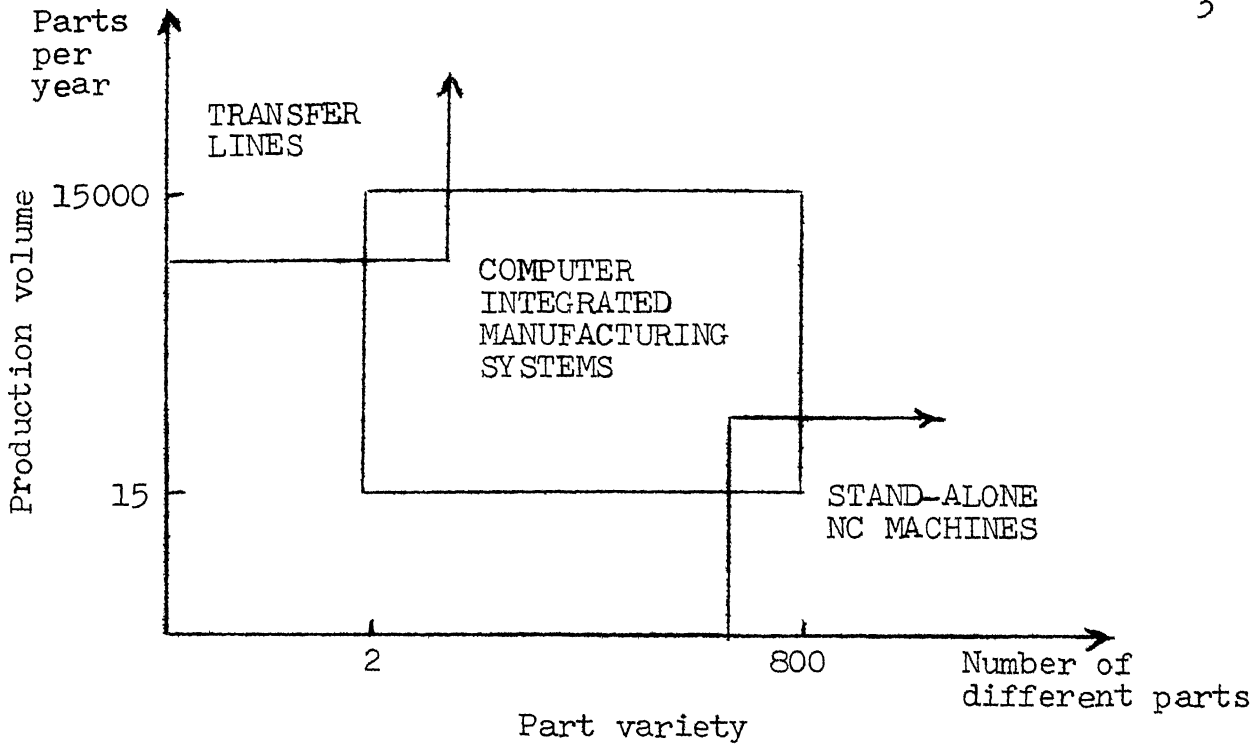 Parts
per
year
TRANSFER
LINES
15000
Production volume
COMPUTER
INTEGRATED
MANUFACTURING
SYSTEMS
15
STAND-ALONE
NC MACHINES
2
800
Number of
different parts
Part variety